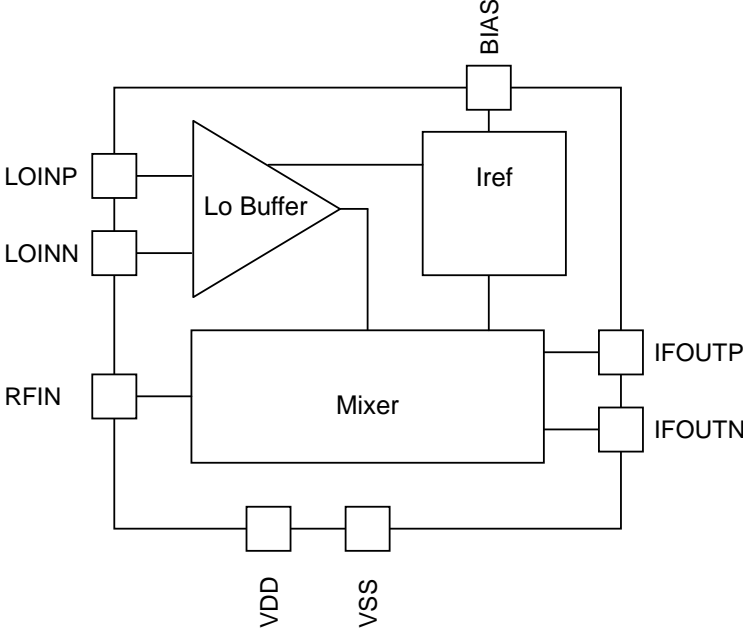 BIAS
LOINP
Iref
Lo Buffer
LOINN
IFOUTP
RFIN
Mixer
IFOUTN
VDD
VSS